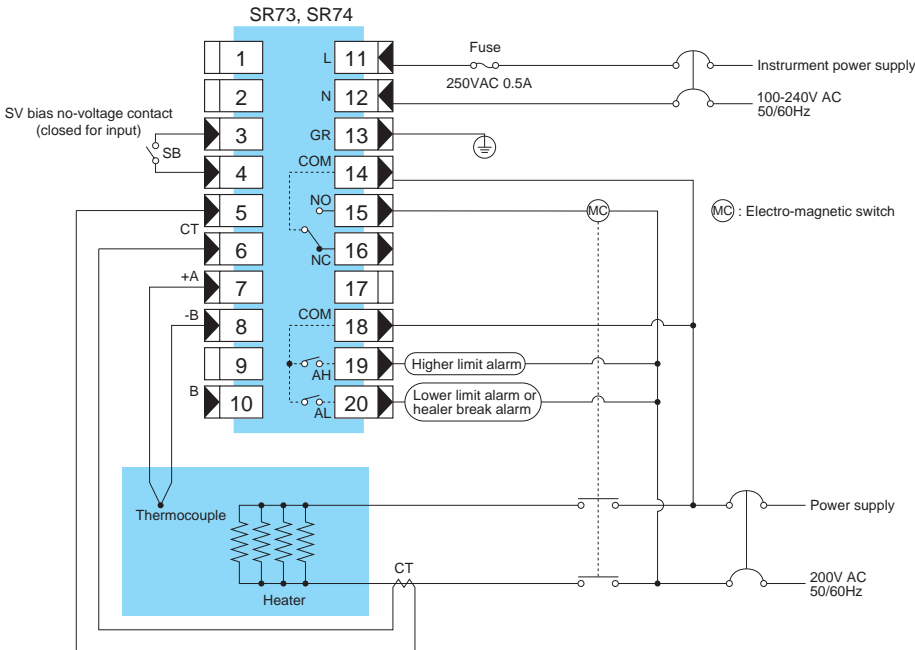 SR73, SR74
1
L
11
Fuse
250VAC 0.5A
Instrurment power supply
2
N
12
100-240V AC
50/60Hz
SV bias no-voltage contact
(closed for input)
SB
3
GR
13
4
COM
14
5
NO
15
MC
MC : Electro-magnetic switch
CT
6
NC
16
+A
7
17
-B
8
COM
18
9
AH
19
Higher limit alarm
B
10
AL
20
Lower limit alarm or
healer break alarm
Thermocouple
Power supply
CT
Heater
200V AC
50/60Hz